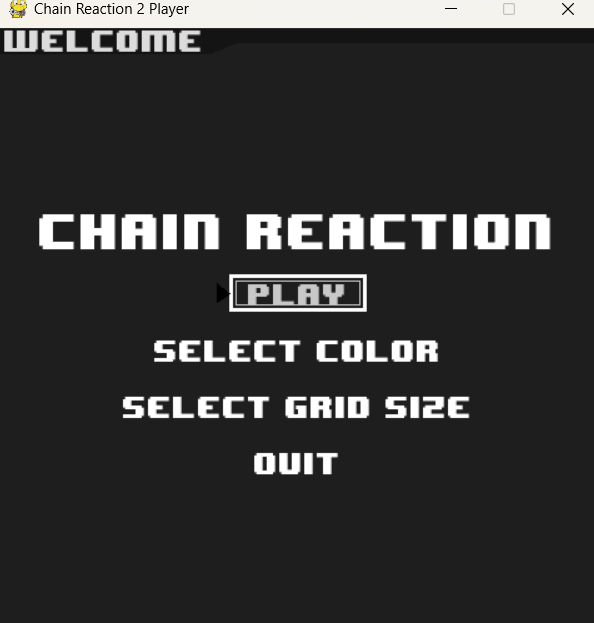 Chain Reaction 2 Player
WELCOME
CHAIN REACTION
PLAY
SELECT COLOR
SELECT GRID SIZE
QUIT